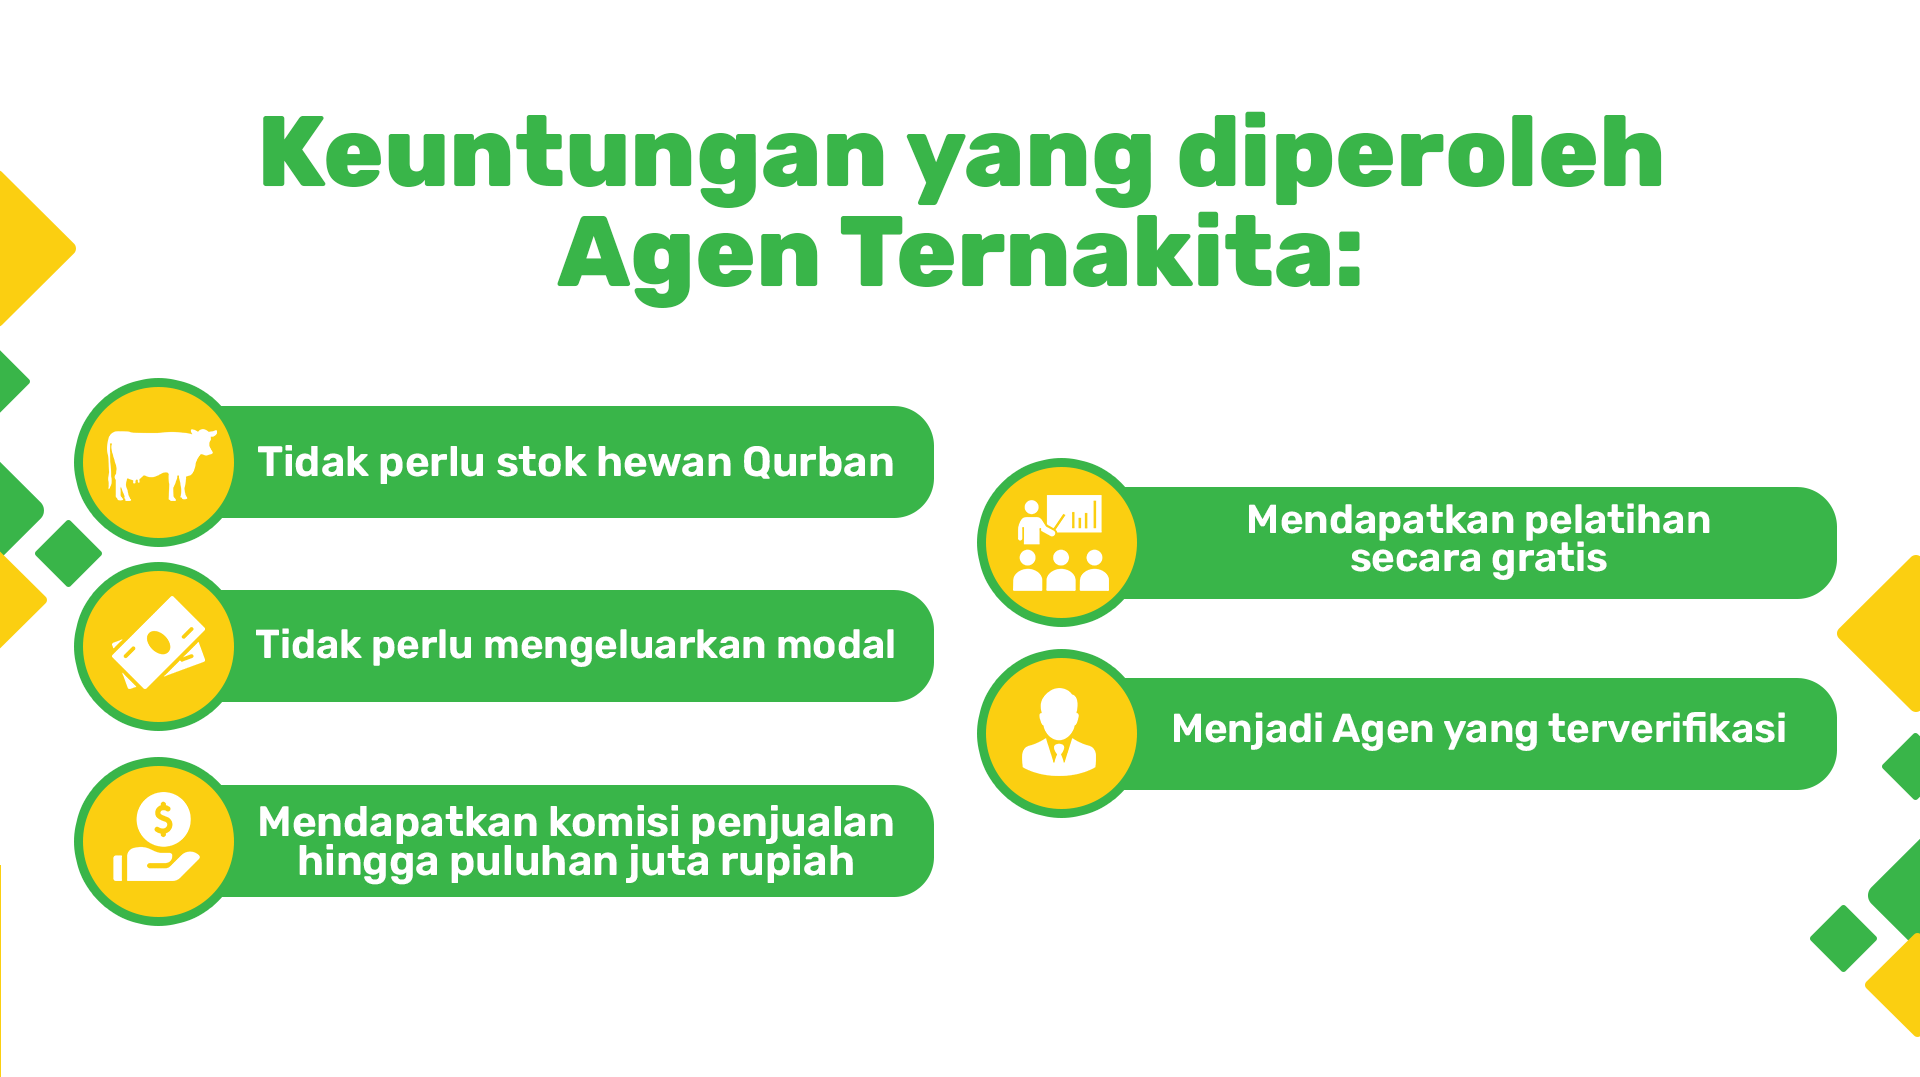 Keuntungan yang diperoleh
Agen Ternakita:
Tidak perlu stok hewan Qurban
Tidak perlu mengeluarkan modal
$
Mendapatkan komisi penjualan
hingga puluhan juta rupiah
Mendapatkan pelatihan
secara gratis
Menjadi Agen yang terverifikasi